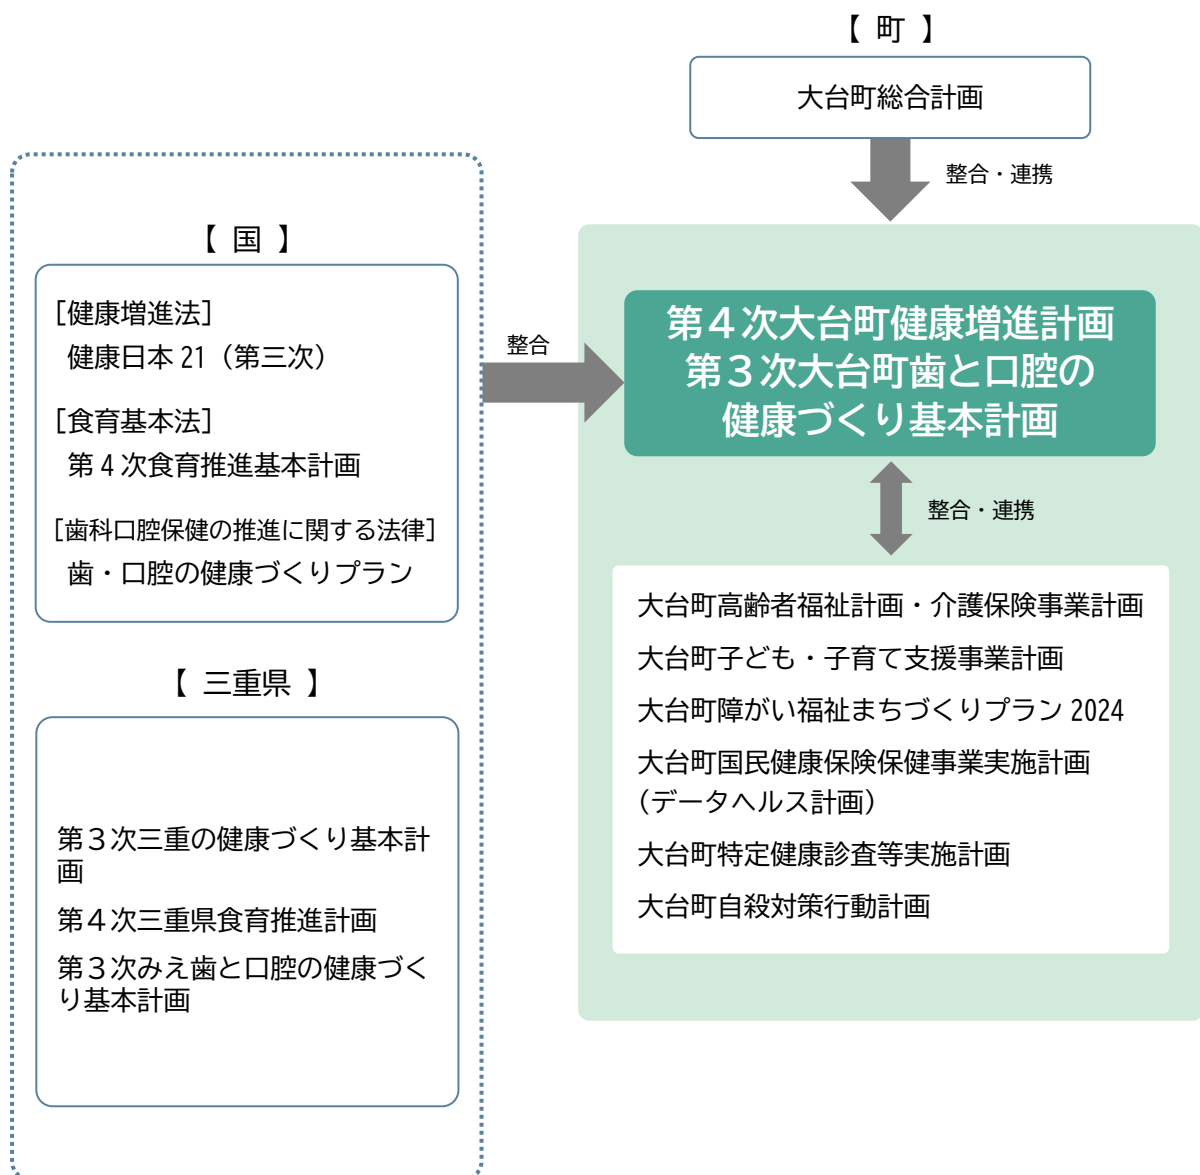 【 町 】
大台町総合計画
整合・連携
【 国 】
[健康増進法]
健康日本 21（第三次）
[食育基本法]
第４次食育推進基本計画
[歯科口腔保健の推進に関する法律]
歯・口腔の健康づくりプラン
【 三重県 】
第３次三重の健康づくり基本計
画
第４次三重県食育推進計画
第３次みえ歯と口腔の健康づく
り基本計画
整合
第４次大台町健康増進計画
第３次大台町歯と口腔の
健康づくり基本計画
整合・連携
大台町高齢者福祉計画・介護保険事業計画
大台町子ども・子育て支援事業計画
大台町障がい福祉まちづくりプラン 2024
大台町国民健康保険保健事業実施計画
（データヘルス計画）
大台町特定健康診査等実施計画
大台町自殺対策行動計画